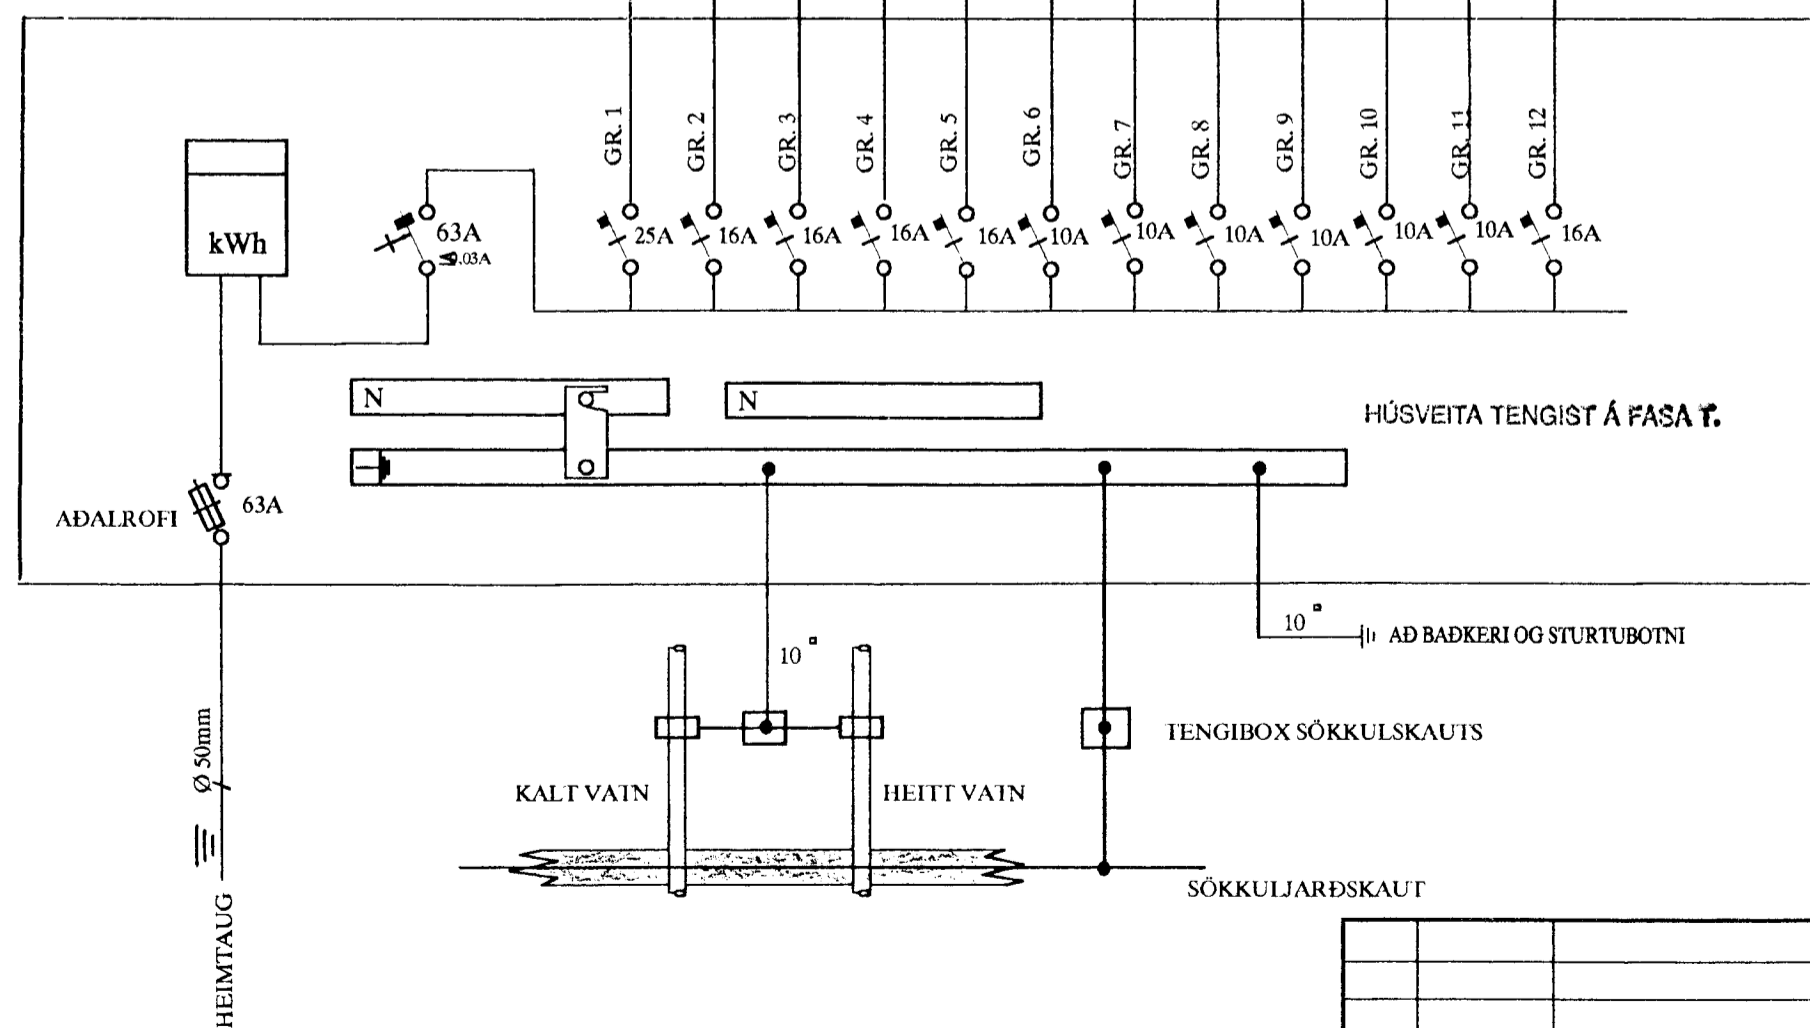 GR. 1
GR. 2
GR. 3
GR. 4
GR. 5
GR. 6
GR. 7
GR. 8
GR. 9
GR. 10
GR. 11
GR. 12
kWh
63A
0.03A
25A
16A
16A
16A
16A
10A
10A
10A
10A
10A
10A
16A
N
N
HÚSVEITA TENGIST Á FASA T.
AÐALROFI
63A
10
AÐ BAÐKERI OG STURTUBOTNI
10
Ø 50mm
TENGIBOX SÖKKULSKAUTS
KALT VATN
HEITT VATN
SÖKKULJARÐSKAUT
HEIMTAUG